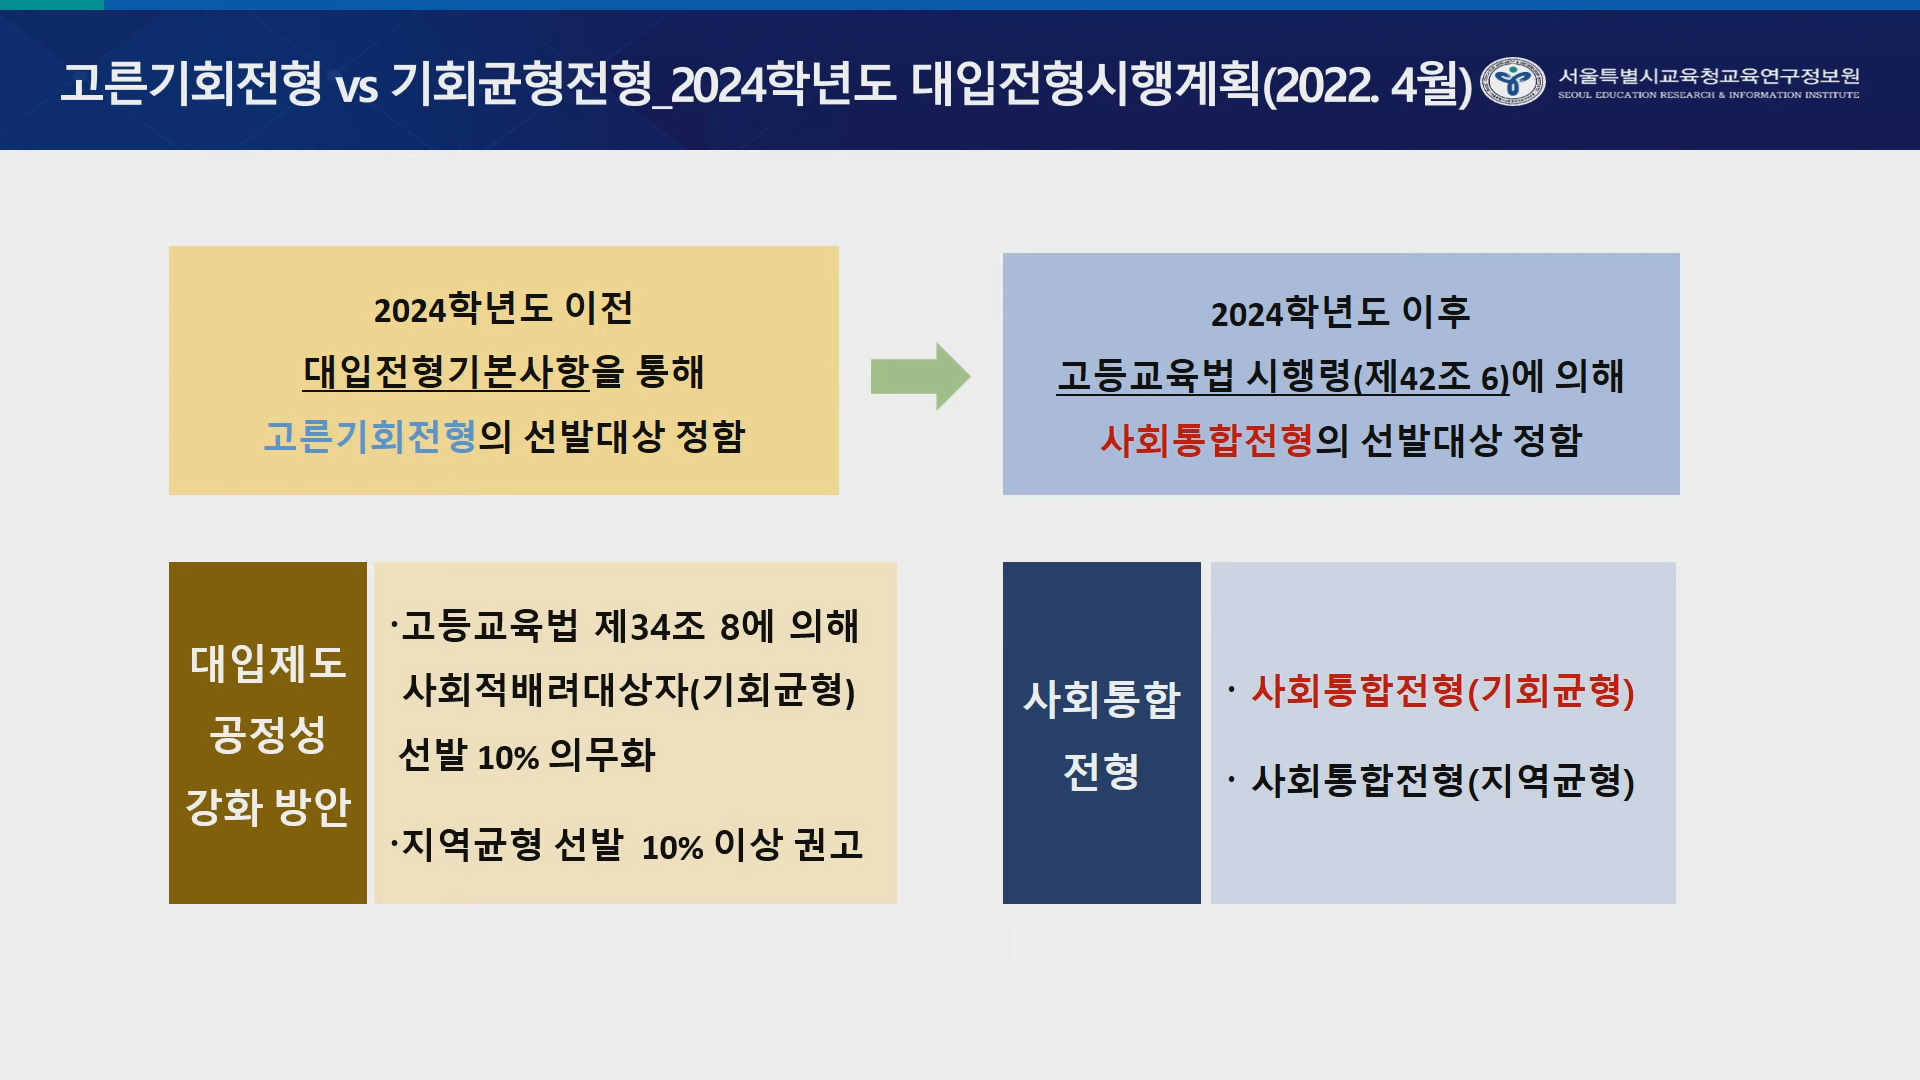 고른기회전형 vs 기회균형전형_2024학년도 대입전형시행계획(2022. 4월)
서울특별시교육청교육연구정보원
SEOUL EDUCATION RESEARCH & INFORMATION INSTITUTE
2024학년도 이전
대입전형기본사항을 통해
고른기회전형의 선발대상 정함
2024학년도 이후
고등교육법 시행령(제42조 6)에 의해
사회통합전형의 선발대상 정함
대입제도
공정성
강화 방안
·고등교육법 제34조 8에 의해
사회적배려대상자(기회균형)
선발 10% 의무화
·지역균형 선발 10% 이상 권고
사회통합
전형
· 사회통합전형(기회균형)
· 사회통합전형(지역균형)